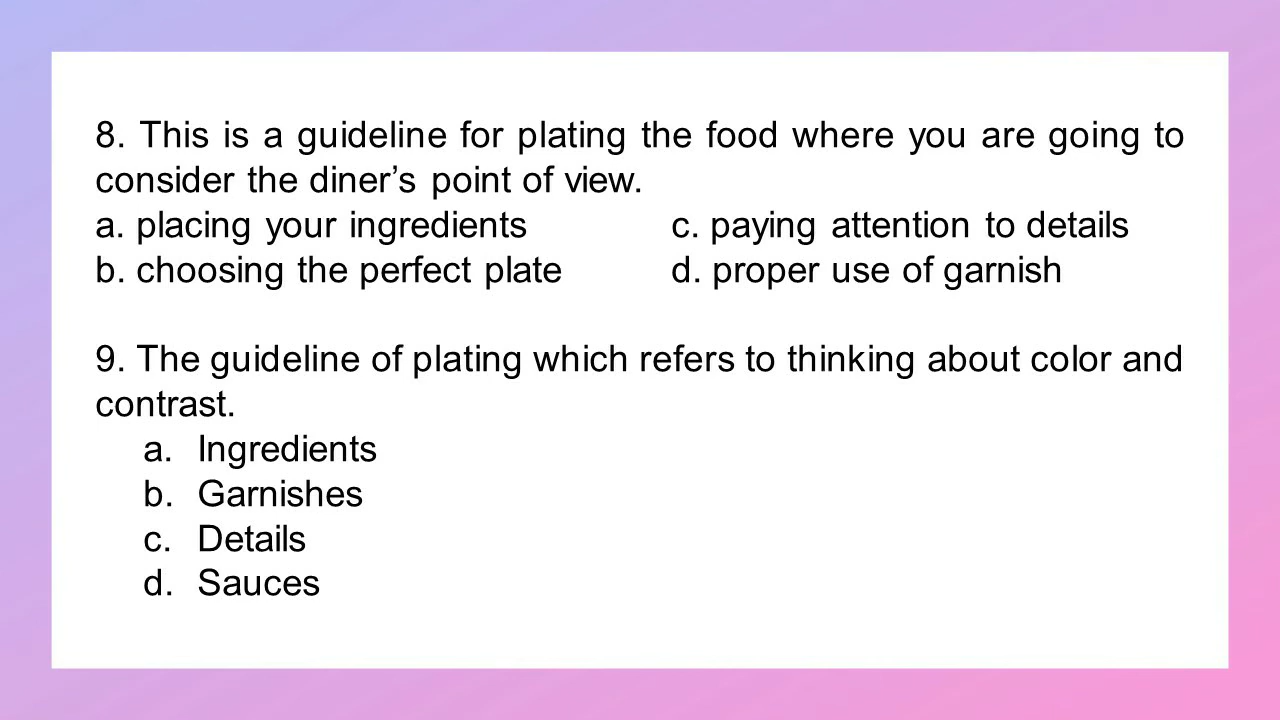 8. This is a guideline for plating the food where you are going to
consider the diner’s point of view.
a. placing your ingredients c. paying attention to details
b. choosing the perfect plate d. proper use of garnish
9. The guideline of plating which refers to thinking about color and
contrast.
a. Ingredients
b. Garnishes
c. Details
d. Sauces